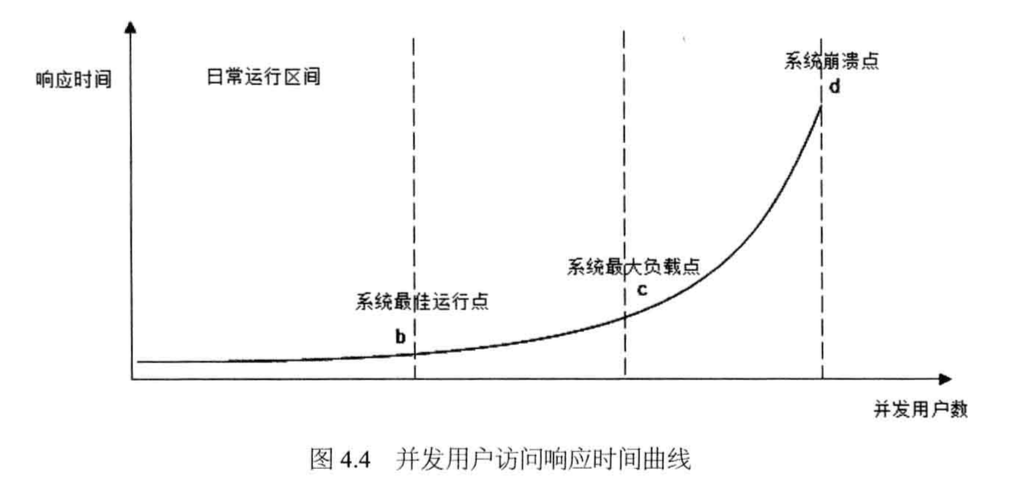 系统崩溃点
d
响应时间
日常运行区间
系统最大负载点
c
系统最佳运行点
b
并发用户数
图 4.4 并发用户访问响应时间曲线